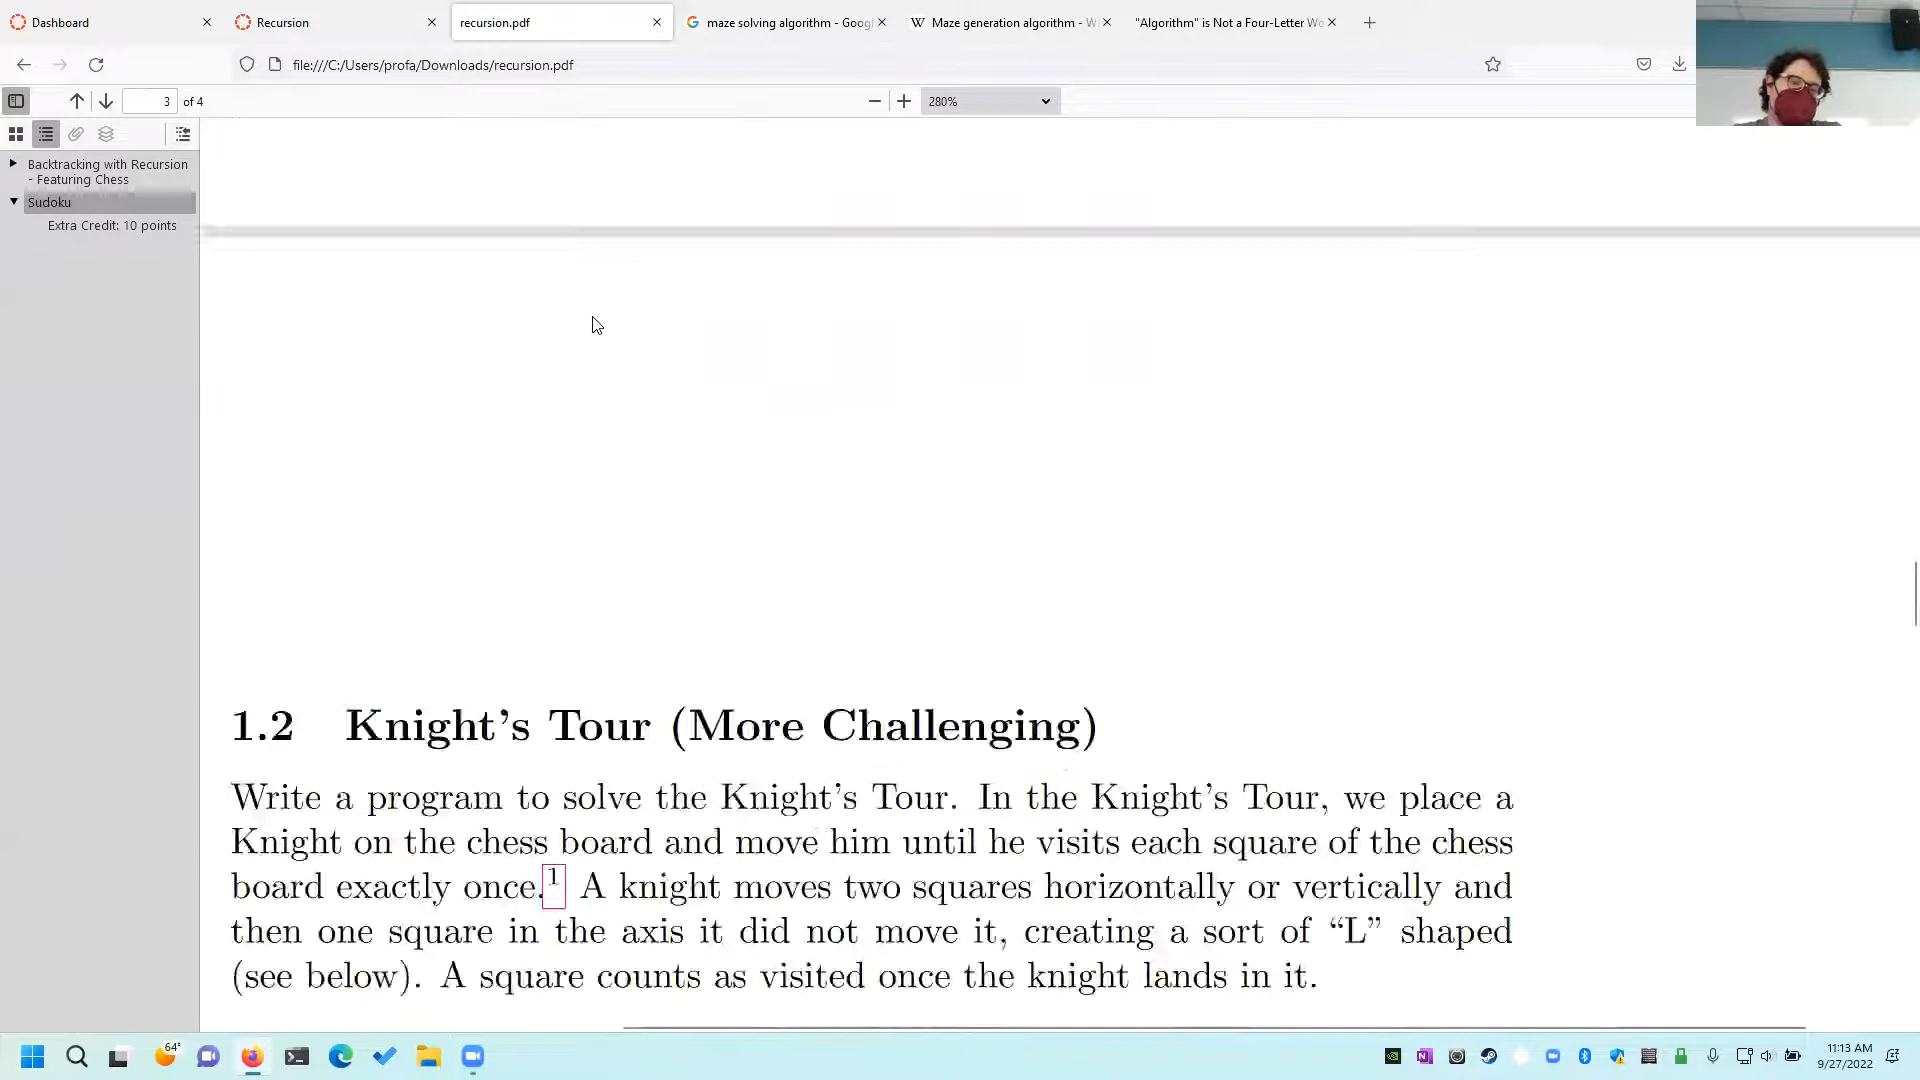 Dashboard
Recursion
recursion.pdf
maze solving algorithm - Goog
Maze generation algorithm - Wi
"Algorithm" is Not a Four-Letter Wo
file:///C:/Users/profa/Downloads/recursion.pdf
3 of 4
280%
Backtracking with Recursion
- Featuring Chess
Sudoku
Extra Credit: 10 points
1.2 Knight's Tour (More Challenging)
Write a program to solve the Knight's Tour. In the Knight's Tour, we place a
Knight on the chess board and move him until he visits each square of the chess
board exactly once.1 A knight moves two squares horizontally or vertically and
then one square in the axis it did not move it, creating a sort of “L” shaped
(see below). A square counts as visited once the knight lands in it.
64°
11:13 AM
9/27/2022